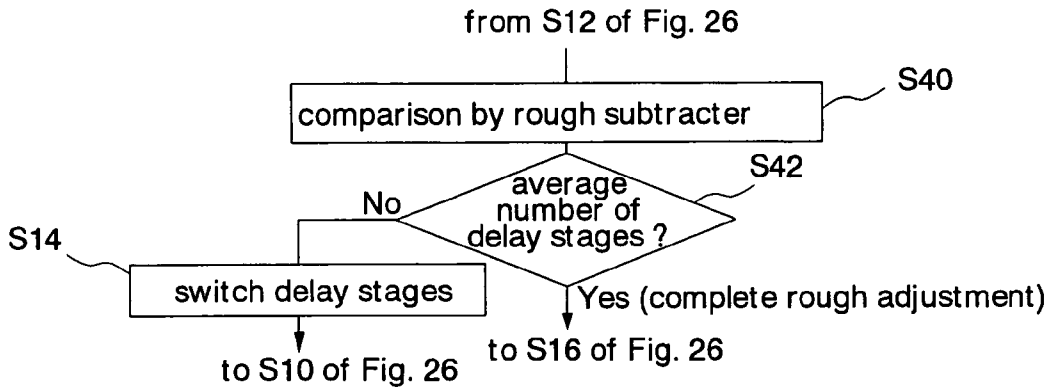 from S12 of Fig. 26
S40
comparison by rough subtracter
S42
average
number of
delay stages ?
No
S14
switch delay stages
Yes (complete rough adjustment)
to S10 of Fig. 26
to S16 of Fig. 26